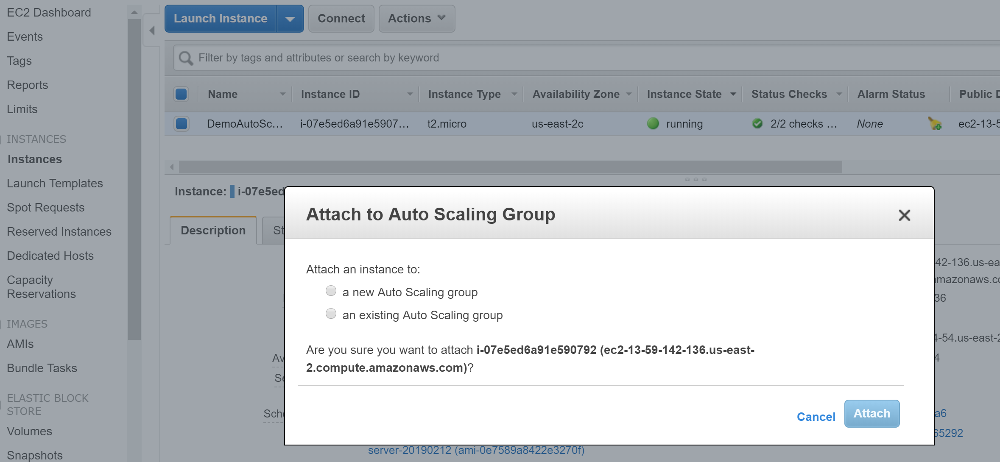 EC2 Dashboard
Events
Tags
Reports
Limits
INSTANCES
Instances
Launch Templates
Spot Requests
Reserved Instances
Dedicated Hosts
Capacity
Reservations
IMAGES
AMIs
Bundle Tasks
ELASTIC BLOCK
STORE
Volumes
Snapshots
Launch Instance Connect Actions
Filter by tags and attributes or search by keyword
Name Instance ID Instance Type Availability Zone Instance State Status Checks Alarm Status Public D
DemoAutoSc... i-07e5ed6a91e5907... t2.micro us-east-2c running 2/2 checks ... None ec2-13-5
Instance: i-07e5ed
Description St
Attach to Auto Scaling Group
Attach an instance to:
a new Auto Scaling group
an existing Auto Scaling group
Are you sure you want to attach i-07e5ed6a91e590792 (ec2-13-59-142-136.us-east-
2.compute.amazonaws.com)?
Cancel Attach
42-136.us-ea
amazonaws.co
36
4-54.us-east-2
Av 4
Se
Sche a6
65292
server-20190212 (ami-0e7589a8422e3270f)